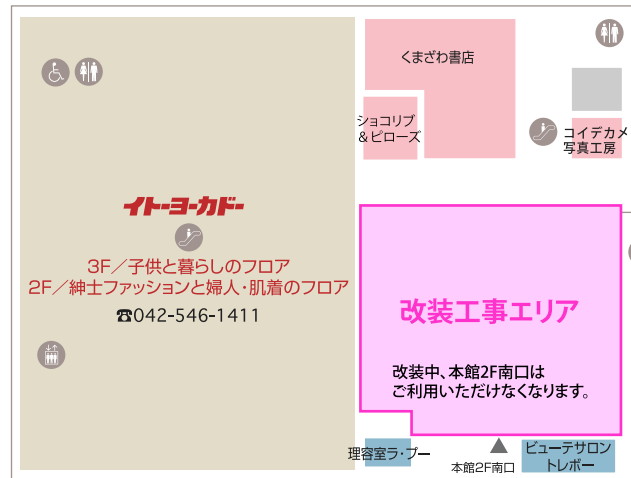 くまざわ書店
ショコリブ
＆ピローズ
コイデカメ
写真工房
イトーヨーカドー
3F／子供と暮らしのフロア
2F／紳士ファッションと婦人・肌着のフロア
☎042-546-1411
改装工事エリア
改装中、本館2F南口は
ご利用いただけなくなります。
理容室ラ・プー
本館2F南口
ビューテサロン
トレボー